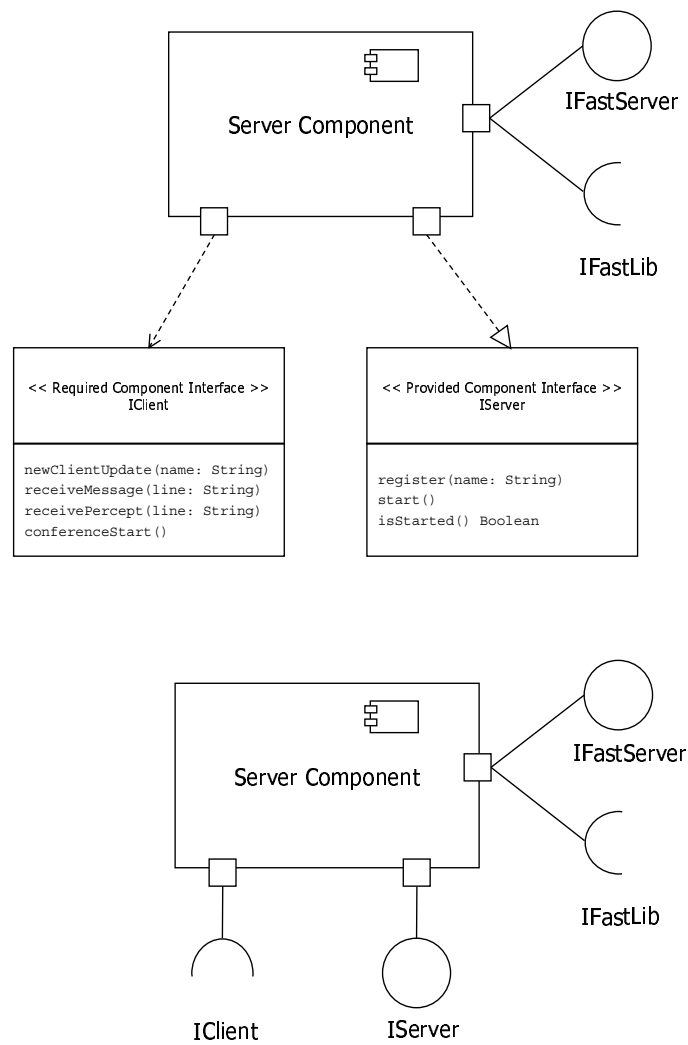 IFastServer
Server Component
IFastLib
<< Required Component Interface >>
IClient
newClientUpdate(name: String)
receiveMessage(line: String)
receivePercept(line: String)
conferenceStart()
<< Provided Component Interface >>
IServer
register(name: String)
start()
isStarted() Boolean
IFastServer
Server Component
IFastLib
IClient
IServer